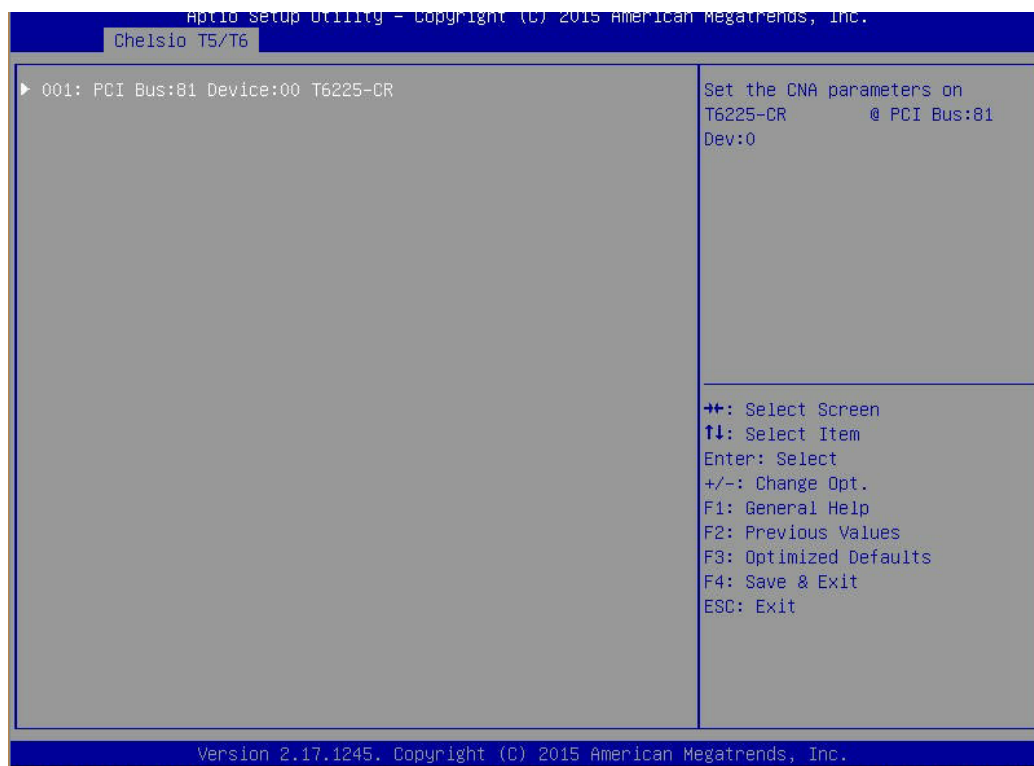 Aptio Setup Utility – Copyright (C) 2015 American Megatrends, Inc.
Chelsio T5/T6
001: PCI Bus:81 Device:00 T6225-CR
Set the CNA parameters on
T6225-CR @ PCI Bus:81
Dev:0
→←: Select Screen
↑↓: Select Item
Enter: Select
+/-: Change Opt.
F1: General Help
F2: Previous Values
F3: Optimized Defaults
F4: Save & Exit
ESC: Exit
Version 2.17.1245. Copyright (C) 2015 American Megatrends, Inc.